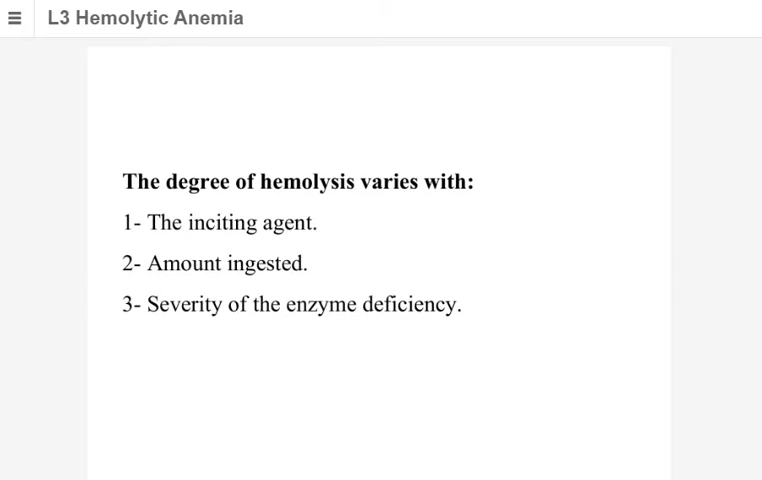 L3 Hemolytic Anemia
The degree of hemolysis varies with:
1- The inciting agent.
2- Amount ingested.
3- Severity of the enzyme deficiency.